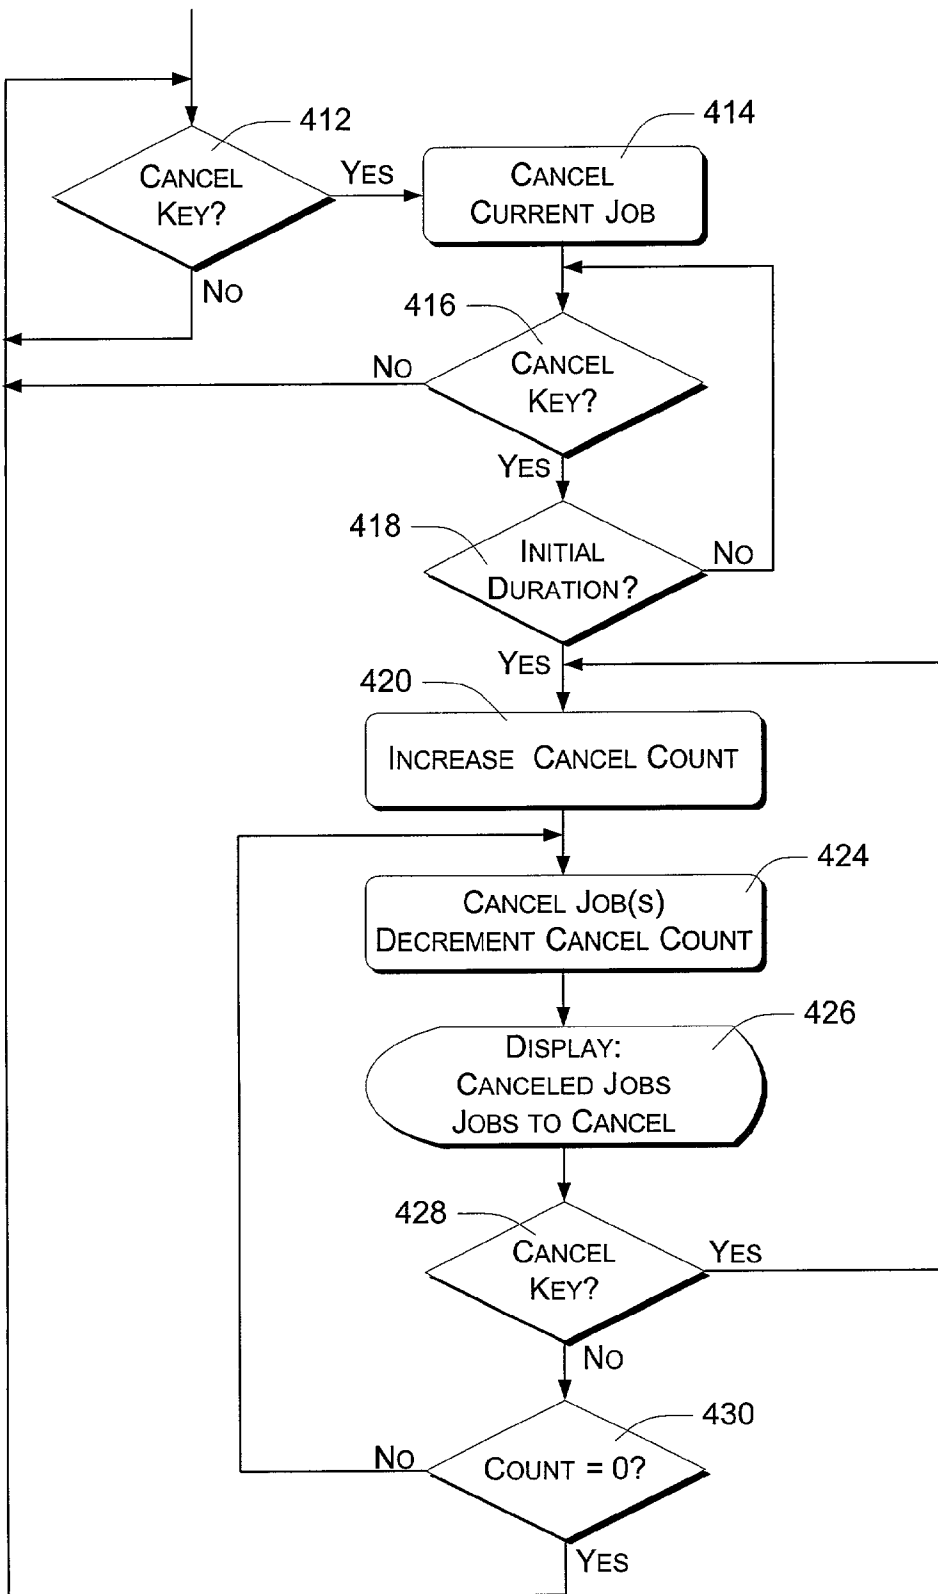 412
414
CANCEL
KEY?
YES
CANCEL
CURRENT JOB
NO
416
CANCEL
KEY?
NO
YES
418
INITIAL
DURATION?
NO
YES
420
INCREASE CANCEL COUNT
424
CANCEL JOB(S)
DECREMENT CANCEL COUNT
426
DISPLAY:
CANCELED JOBS
JOBS TO CANCEL
428
CANCEL
KEY?
YES
NO
430
NO
COUNT = 0?
YES